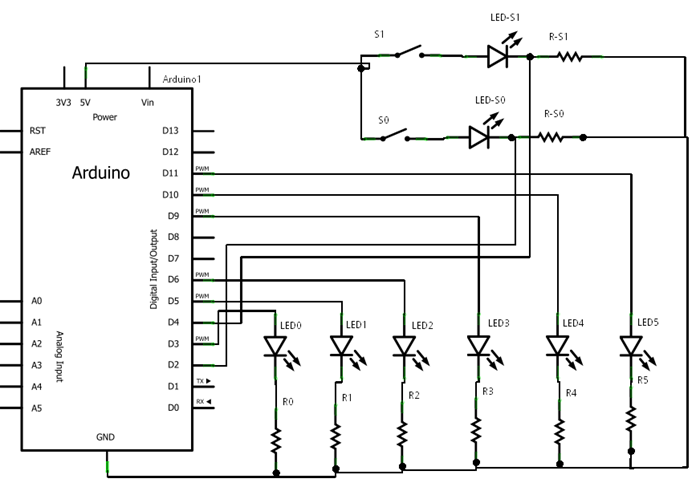 LED-S1
S1
R-S1
Arduino1
3V3 5V Vin
Power
LED-S0
S0
R-S0
RST
D13
AREF
D12
Arduino
D11
PWM
D10
PWM
D9
PWM
D8
D7
Digital Input/Output
D6
PWM
D5
PWM
A0
A1
D4
A2
D3
PWM
A3
D2
A4
D1
TX
A5
D0
RX
Analog Input
GND
LED0
LED1
LED2
LED3
LED4
LED5
R0
R1
R2
R3
R4
R5